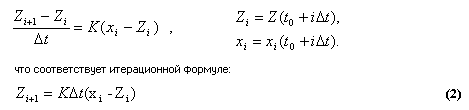 (Z_{i+1} − Z_i)/Δt = K(x_i − Z_i) , Z_i = Z(t_0 + iΔt),
x_i = x_i(t_0 + iΔt).
что соответствует итерационной формуле:
Z_{i+1} = KΔt(x_i - Z_i) (2)